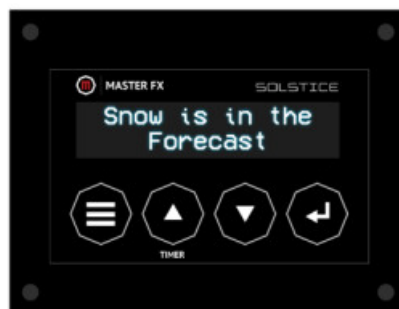 MASTER FX
SOLSTICE
Snow is in the
Forecast
TIMER